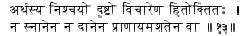 अर्थस्य निश्चयो दृष्टो विचारेण हितोक्तितः ।
न स्नानेन न दानेन प्राणायमशतेन वा ॥ १३॥